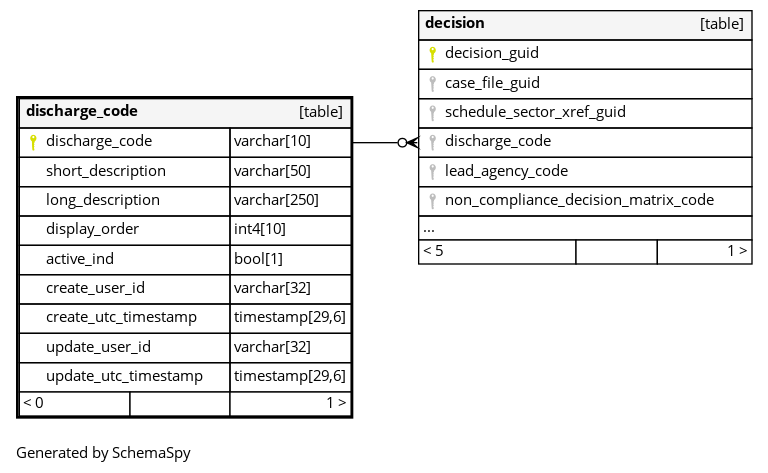 decision [table]
decision_guid
case_file_guid
schedule_sector_xref_guid
discharge_code
lead_agency_code
non_compliance_decision_matrix_code
...
< 5 1 >
discharge_code [table]
discharge_code varchar[10]
short_description varchar[50]
long_description varchar[250]
display_order int4[10]
active_ind bool[1]
create_user_id varchar[32]
create_utc_timestamp timestamp[29,6]
update_user_id varchar[32]
update_utc_timestamp timestamp[29,6]
< 0 1 >
Generated by SchemaSpy